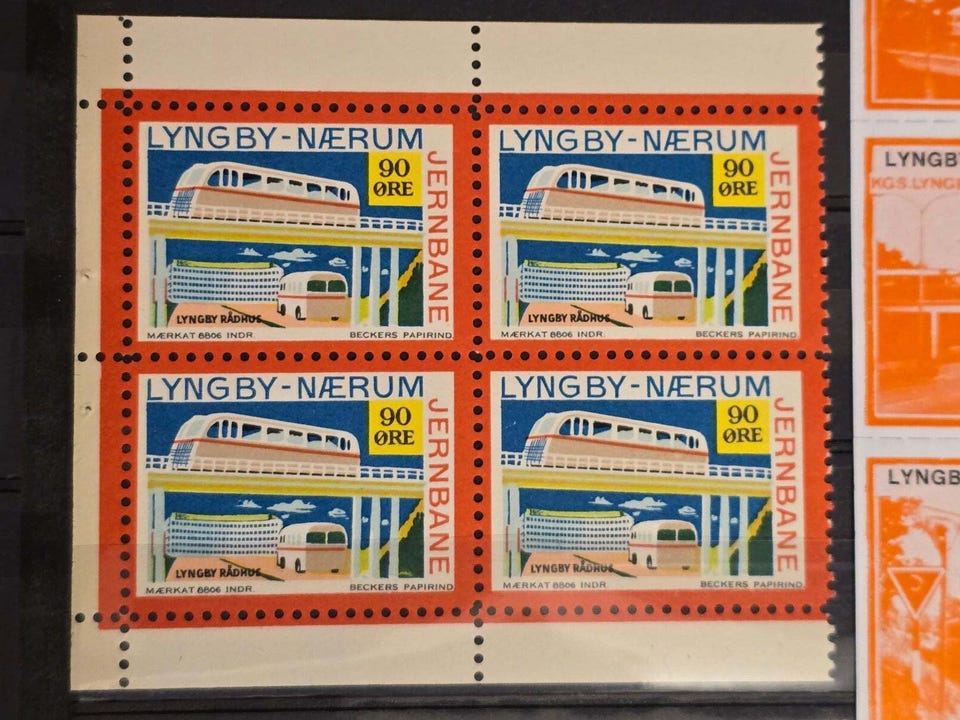 LYNGBY-NÆRUM
JERNBANE
90
ØRE
LYNGBY RÅDHUS
MÆRKAT 8806 INDR.
BECKERS PAPIRIND.
LYNGBY-NÆRUM
JERNBANE
90
ØRE
LYNGBY RÅDHUS
MÆRKAT 8806 INDR.
BECKERS PAPIRIND.
LYNGBY-NÆRUM
JERNBANE
90
ØRE
LYNGBY RÅDHUS
MÆRKAT 8806 INDR.
BECKERS PAPIRIND.
LYNGBY-NÆRUM
JERNBANE
90
ØRE
LYNGBY RÅDHUS
MÆRKAT 8806 INDR.
BECKERS PAPIRIND.
LYNGBY
KGS.LYNGB
LYNGB